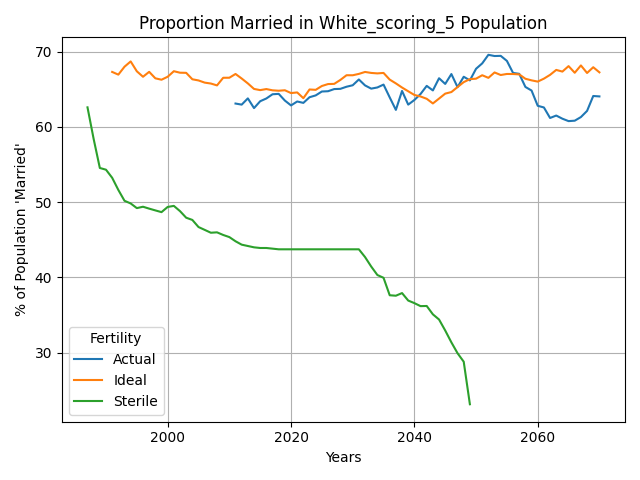 Proportion Married in White_scoring_5 Population
% of Population 'Married'
70
60
50
40
30
Fertility
Actual
Ideal
Sterile
2000
2020
2040
2060
Years